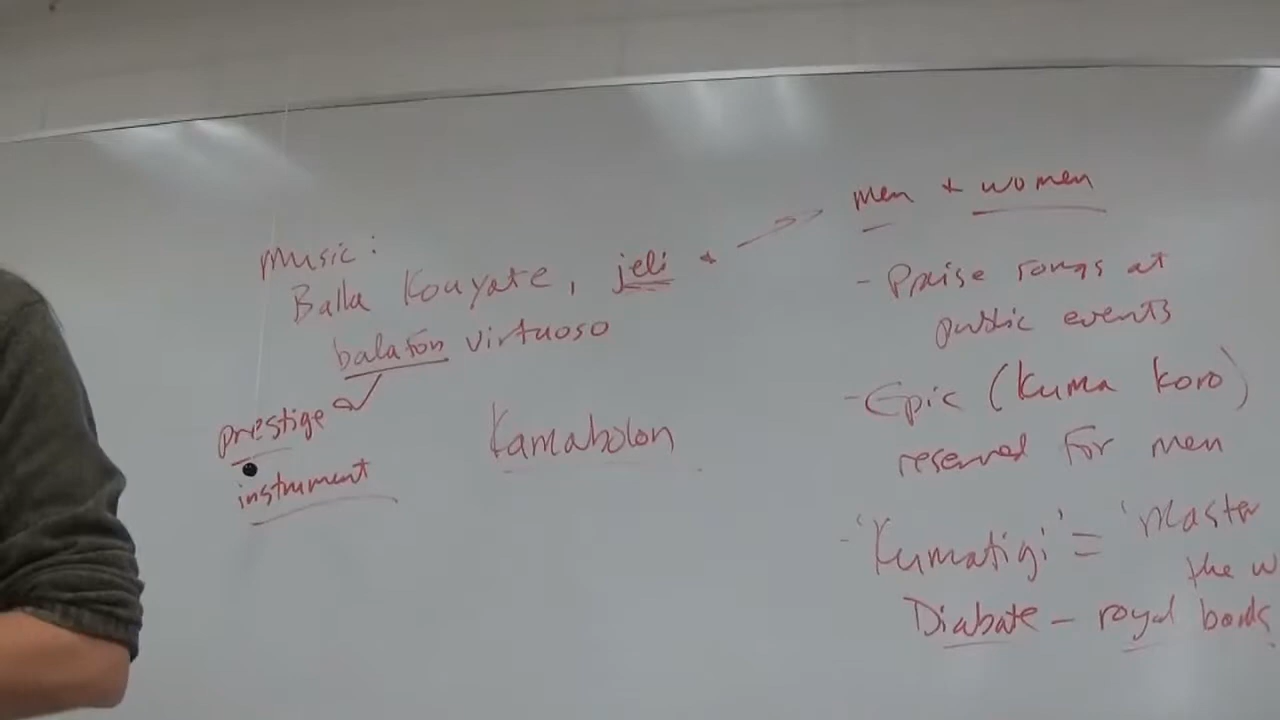 Music:
Balla Kouyate, jeli
balafon virtuoso
prestige
instrument
Kamabolon
men + women
- Praise songs at
public events
- Epic (Kuma Koro)
reserved for men
- 'Kumatigi' = 'Master
the w
Diabate - royal bards